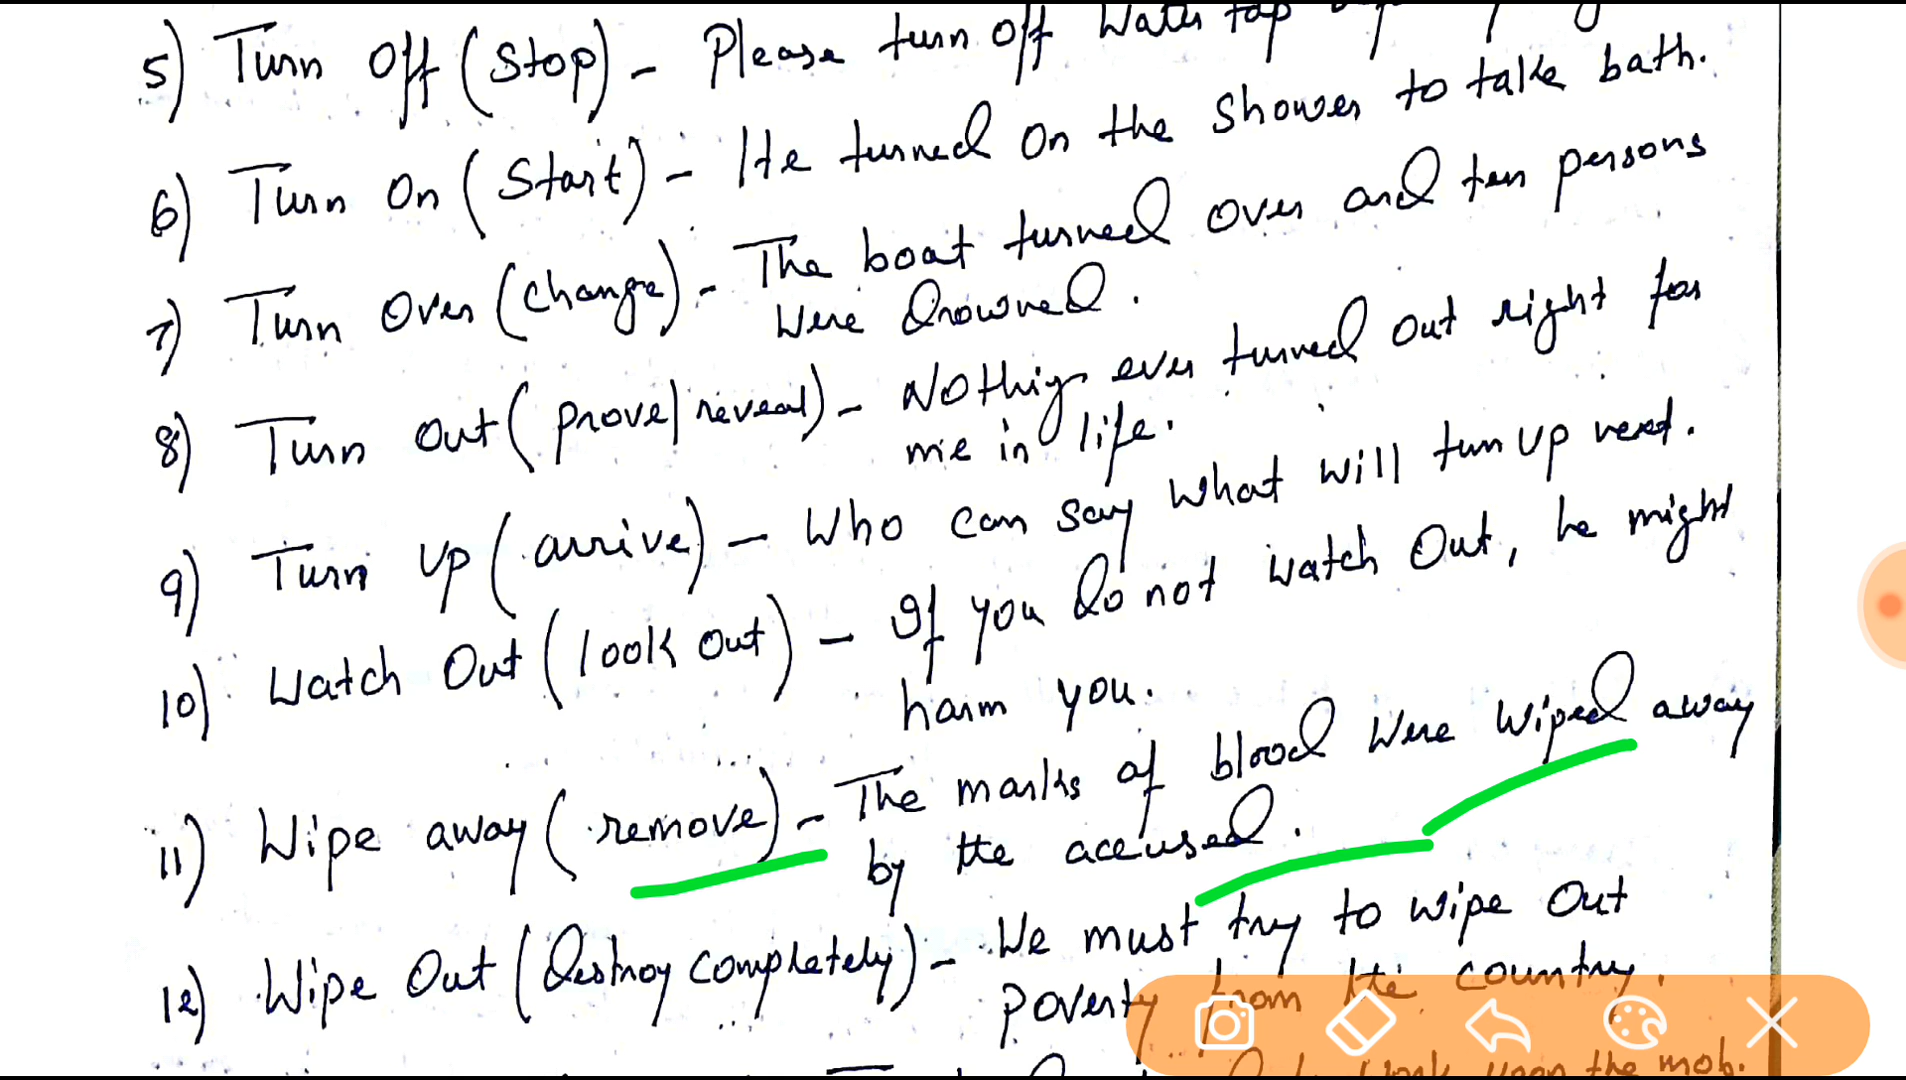 5) Turn Off (Stop) - Please turn off Water tap
6) Turn On (Start) - He turned On the Shower to take bath.
7) Turn Over (change) - The boat turned over and ten persons
were drowned.
8) Turn Out (prove/reveal) - Nothing ever turned out right for
me in life.
9) Turn Up (arrive) - Who can say what will turn up next.
10) Watch Out (look out) - If you do not watch Out, he might
harm you.
11) Wipe away (remove) - The marks of blood were wiped away
by the accused.
12) Wipe Out (Destroy completely) - We must try to wipe Out
poverty from the country.
upon the mob.